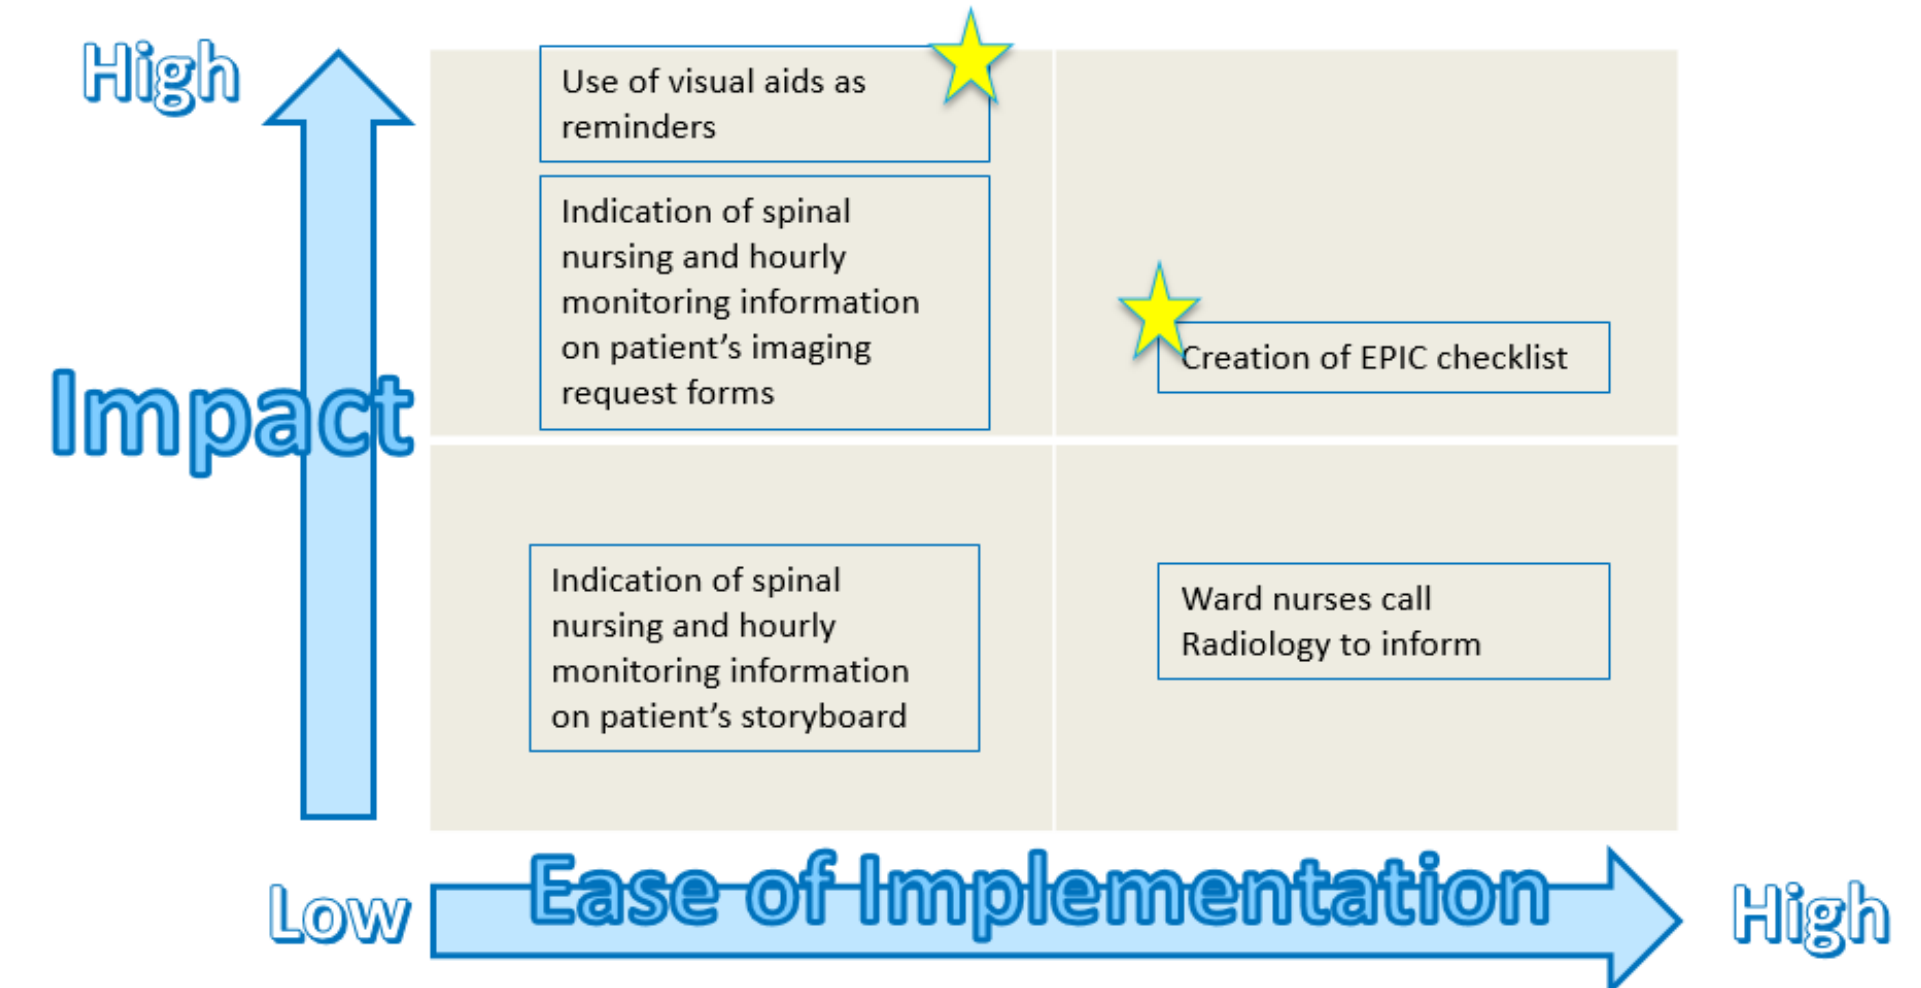 High
Use of visual aids as
reminders
Indication of spinal
nursing and hourly
monitoring information
on patient’s imaging
request forms
Creation of EPIC checklist
Impact
Indication of spinal
nursing and hourly
monitoring information
on patient’s storyboard
Ward nurses call
Radiology to inform
Low
Ease of Implementation
High